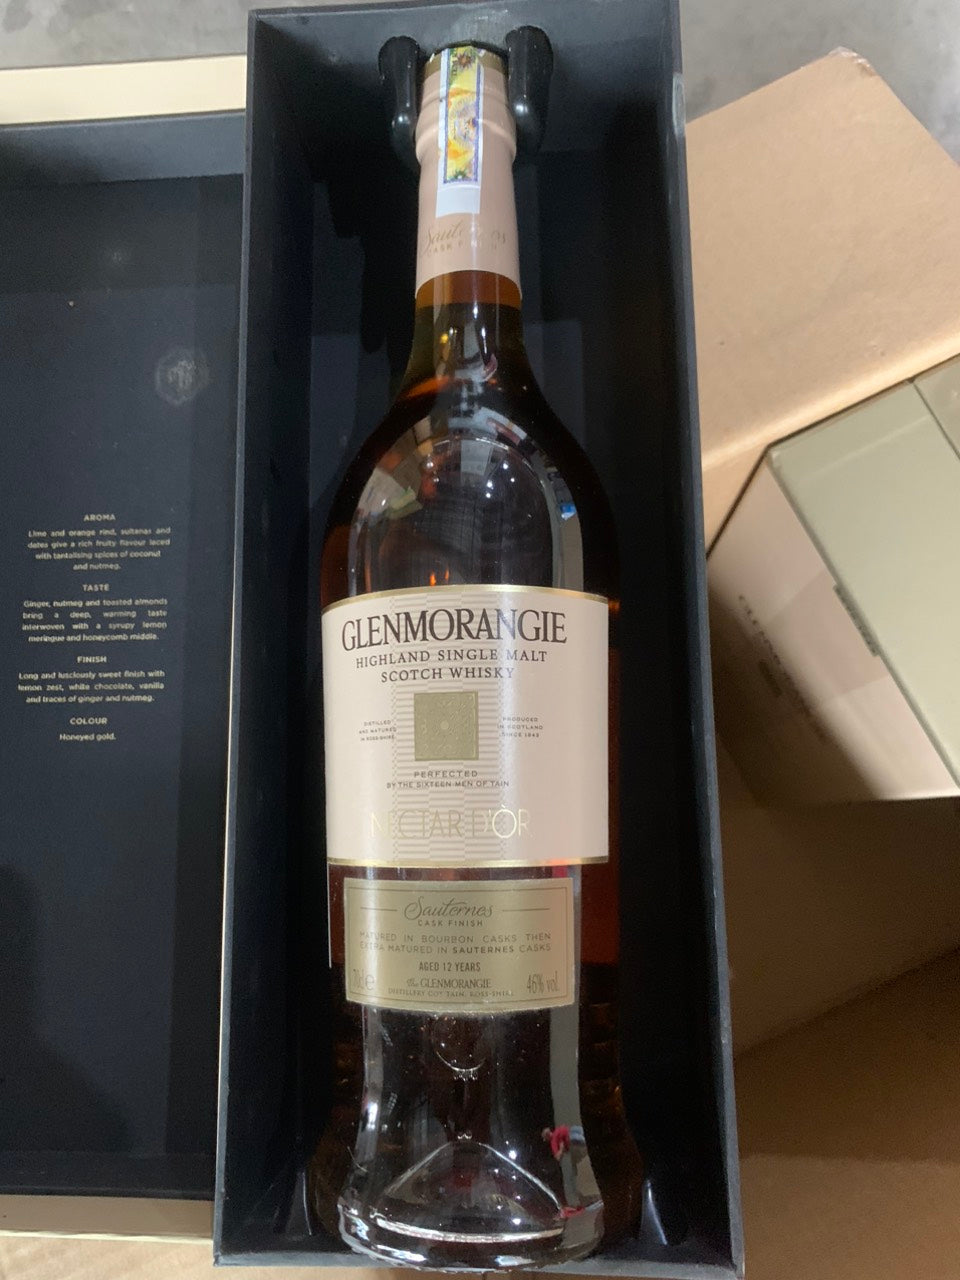 AROMA
Lime and orange rind, sultanas and
dates give a rich fruity flavour laced
with tantalising spices of coconut
and nutmeg.
TASTE
Ginger, nutmeg and toasted almonds
bring a deep, warming taste
interwoven with a syrupy lemon
meringue and honeycomb middle.
FINISH
Long and lusciously sweet finish with
lemon zest, white chocolate, vanilla
and traces of ginger and nutmeg.
COLOUR
Honeyed gold.
CASK FINISH
GLENMORANGIE
HIGHLAND SINGLE MALT
SCOTCH WHISKY
DISTILLED
AND MATURED
IN ROSS-SHIRE
PRODUCED
IN SCOTLAND
SINCE 1843
PERFECTED
BY THE SIXTEEN MEN OF TAIN
NECTAR D'ÒR
Sauternes
CASK FINISH
MATURED IN BOURBON CASKS THEN
EXTRA MATURED IN SAUTERNES CASKS
AGED 12 YEARS
70cl e
The GLENMORANGIE
DISTILLERY COY TAIN, ROSS-SHIRE
46% vol